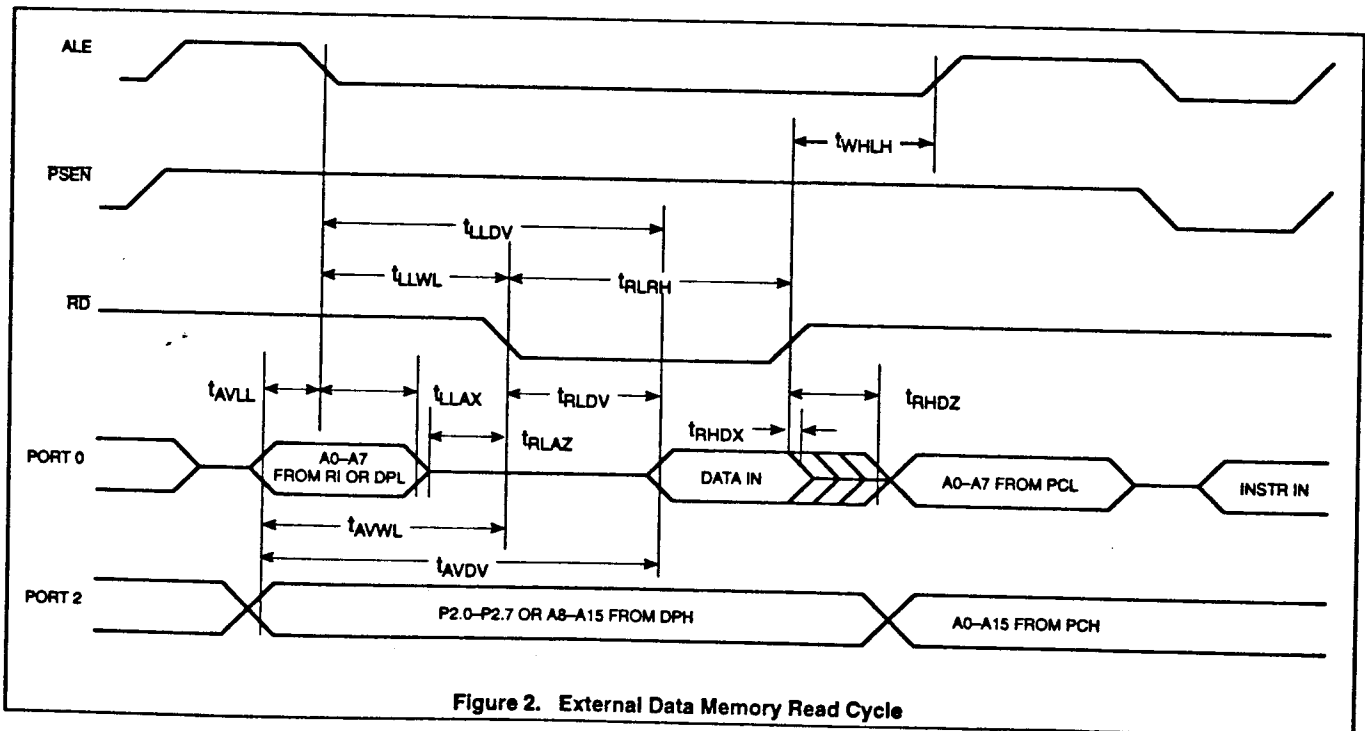 ALE
tWHLH
PSEN
tLLDV
tLLWL
tRLRH
RD
tAVLL
tLLAX
tRLDV
tRHDZ
tRLAZ
tRHDX
PORT 0
A0–A7
FROM RI OR DPL
DATA IN
A0–A7 FROM PCL
INSTR IN
tAVWL
tAVDV
PORT 2
P2.0–P2.7 OR A8–A15 FROM DPH
A0–A15 FROM PCH
Figure 2. External Data Memory Read Cycle